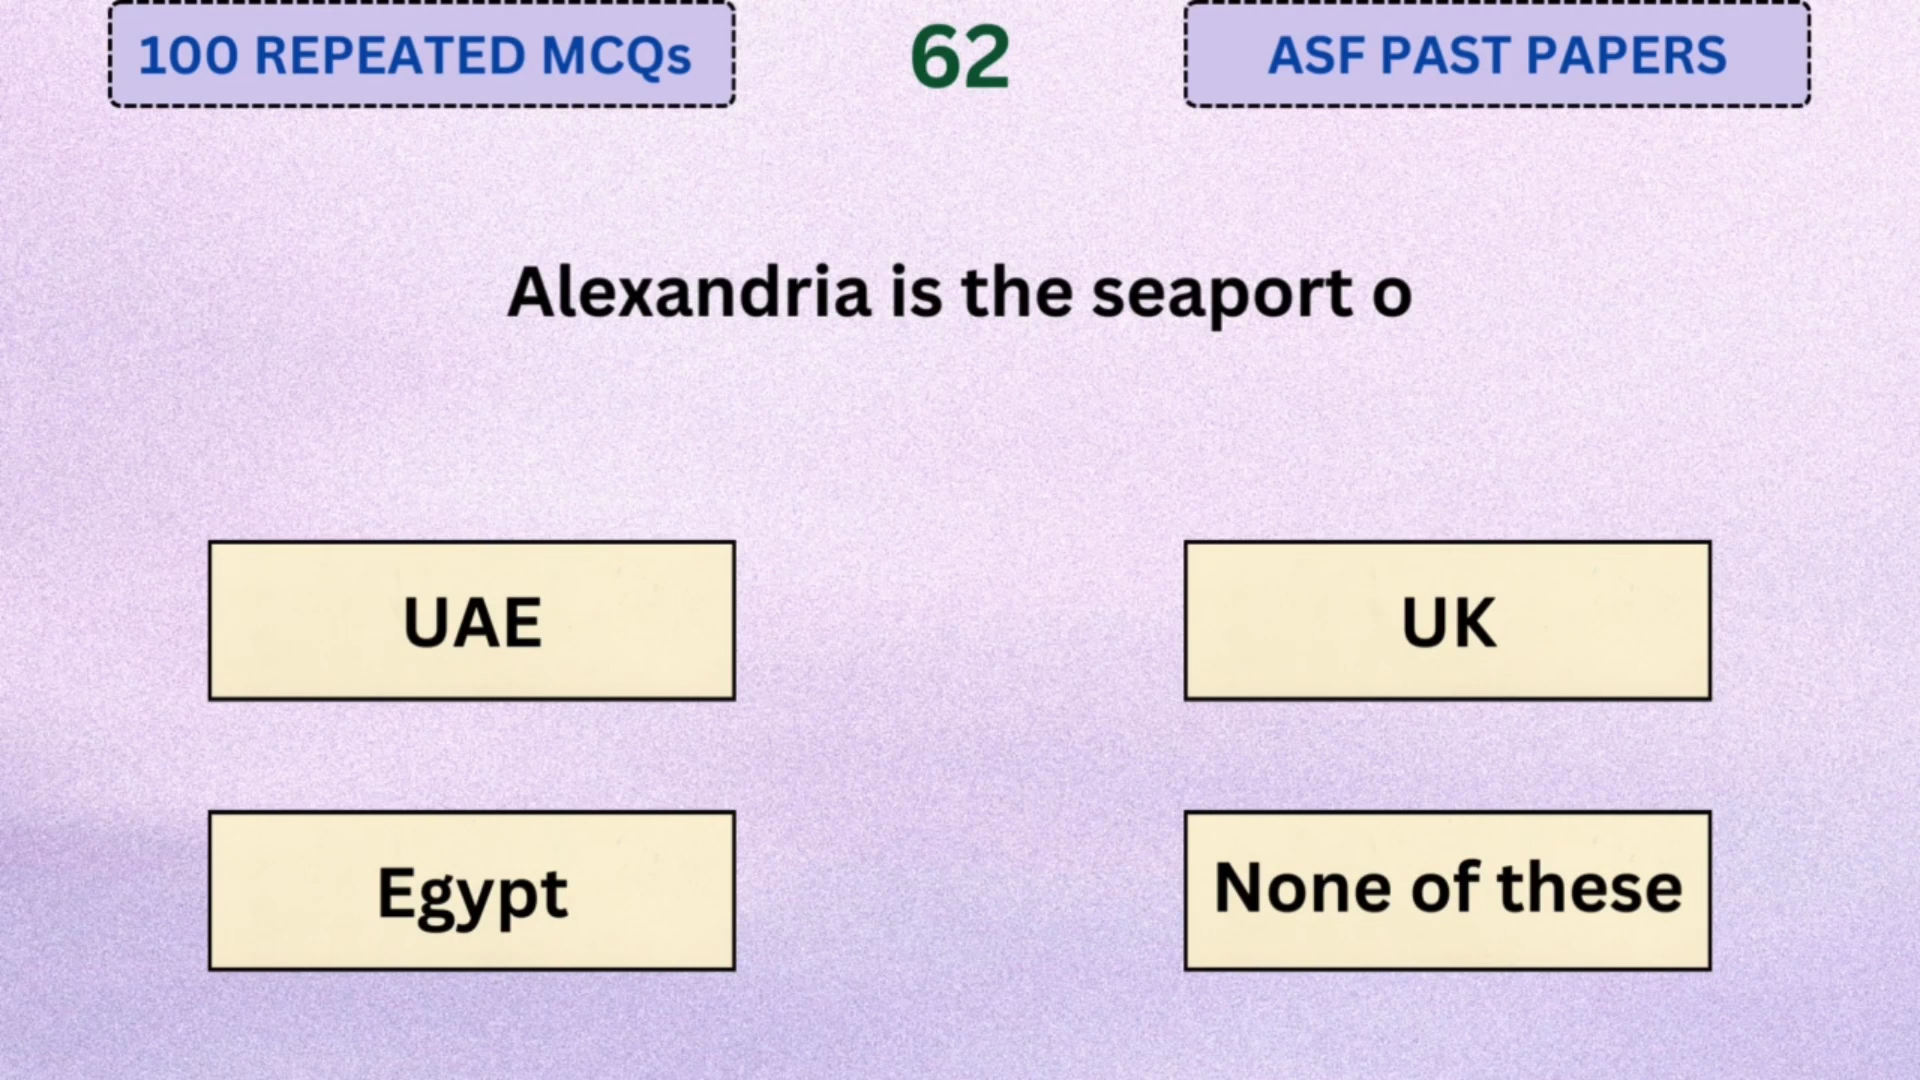 100 REPEATED MCQs
62
ASF PAST PAPERS
Alexandria is the seaport o
UAE
UK
Egypt
None of these